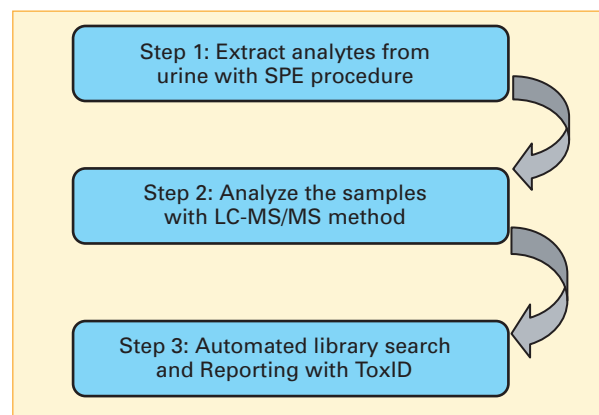 Step 1: Extract analytes from
urine with SPE procedure
Step 2: Analyze the samples
with LC-MS/MS method
Step 3: Automated library search
and Reporting with ToxID